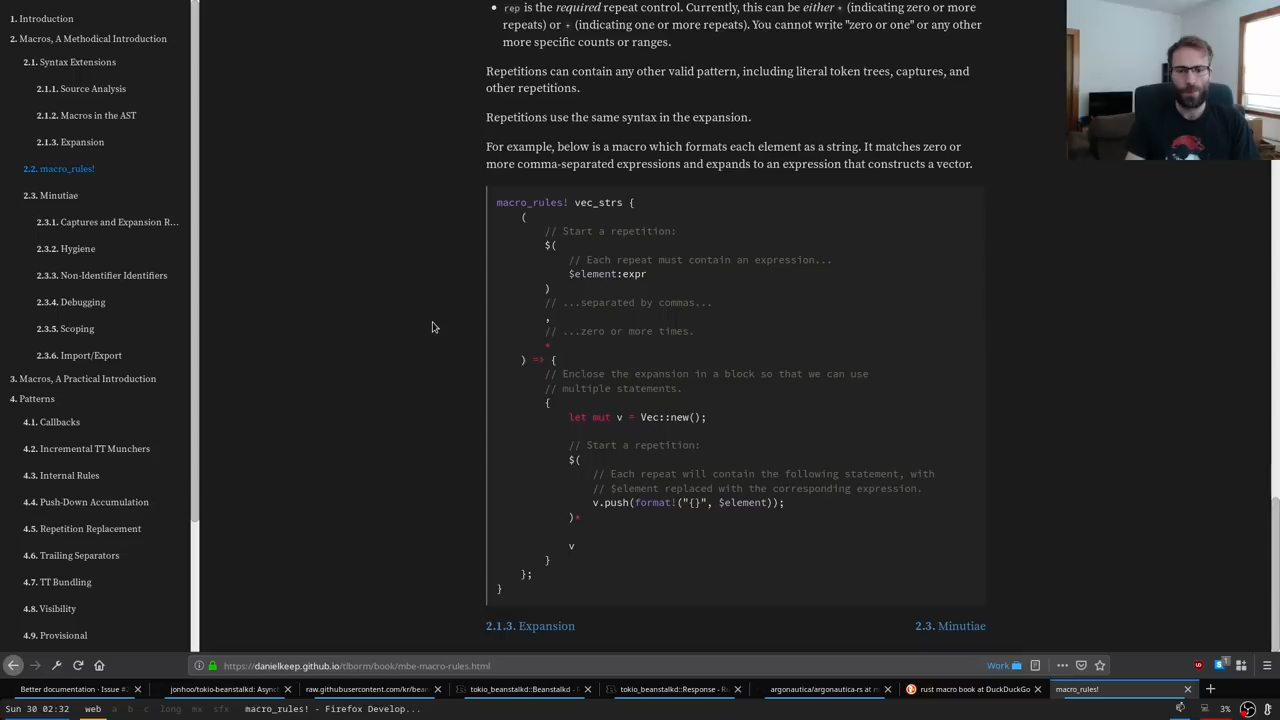 1. Introduction
2. Macros, A Methodical Introduction
2.1. Syntax Extensions
2.1.1. Source Analysis
2.1.2. Macros in the AST
2.1.3. Expansion
2.2. macro_rules!
2.3. Minutiae
2.3.1. Captures and Expansion R...
2.3.2. Hygiene
2.3.3. Non-Identifier Identifiers
2.3.4. Debugging
2.3.5. Scoping
2.3.6. Import/Export
3. Macros, A Practical Introduction
4. Patterns
4.1. Callbacks
4.2. Incremental TT Munchers
4.3. Internal Rules
4.4. Push-Down Accumulation
4.5. Repetition Replacement
4.6. Trailing Separators
4.7. TT Bundling
4.8. Visibility
4.9. Provisional
• rep is the required repeat control. Currently, this can be either * (indicating zero or more
repeats) or + (indicating one or more repeats). You cannot write "zero or one" or any other
more specific counts or ranges.
Repetitions can contain any other valid pattern, including literal token trees, captures, and
other repetitions.
Repetitions use the same syntax in the expansion.
For example, below is a macro which formats each element as a string. It matches zero or
more comma-separated expressions and expands to an expression that constructs a vector.
macro_rules! vec_strs {
(
// Start a repetition:
$(
// Each repeat must contain an expression...
$element:expr
)
// ...separated by commas...
,
// ...zero or more times.
*
) => {
// Enclose the expansion in a block so that we can use
// multiple statements.
{
let mut v = Vec::new();
// Start a repetition:
$(
// Each repeat will contain the following statement, with
// $element replaced with the corresponding expression.
v.push(format!("{}", $element));
)*
v
}
};
}
2.1.3. Expansion
2.3. Minutiae
https://danielkeep.github.io/tlborm/book/mbe-macro-rules.html
Work
Better documentation · Issue #
jonhoo/tokio-beanstalkd: Async
raw.githubusercontent.com/kr/bean
tokio_beanstalkd::Beanstalkd - 
tokio_beanstalkd::Response - Ru
argonautica/argonautica-rs at m
rust macro book at DuckDuckGo
macro_rules!
Sun 30 02:32 web a b c long mx sfx macro_rules! - Firefox Develop...
3%